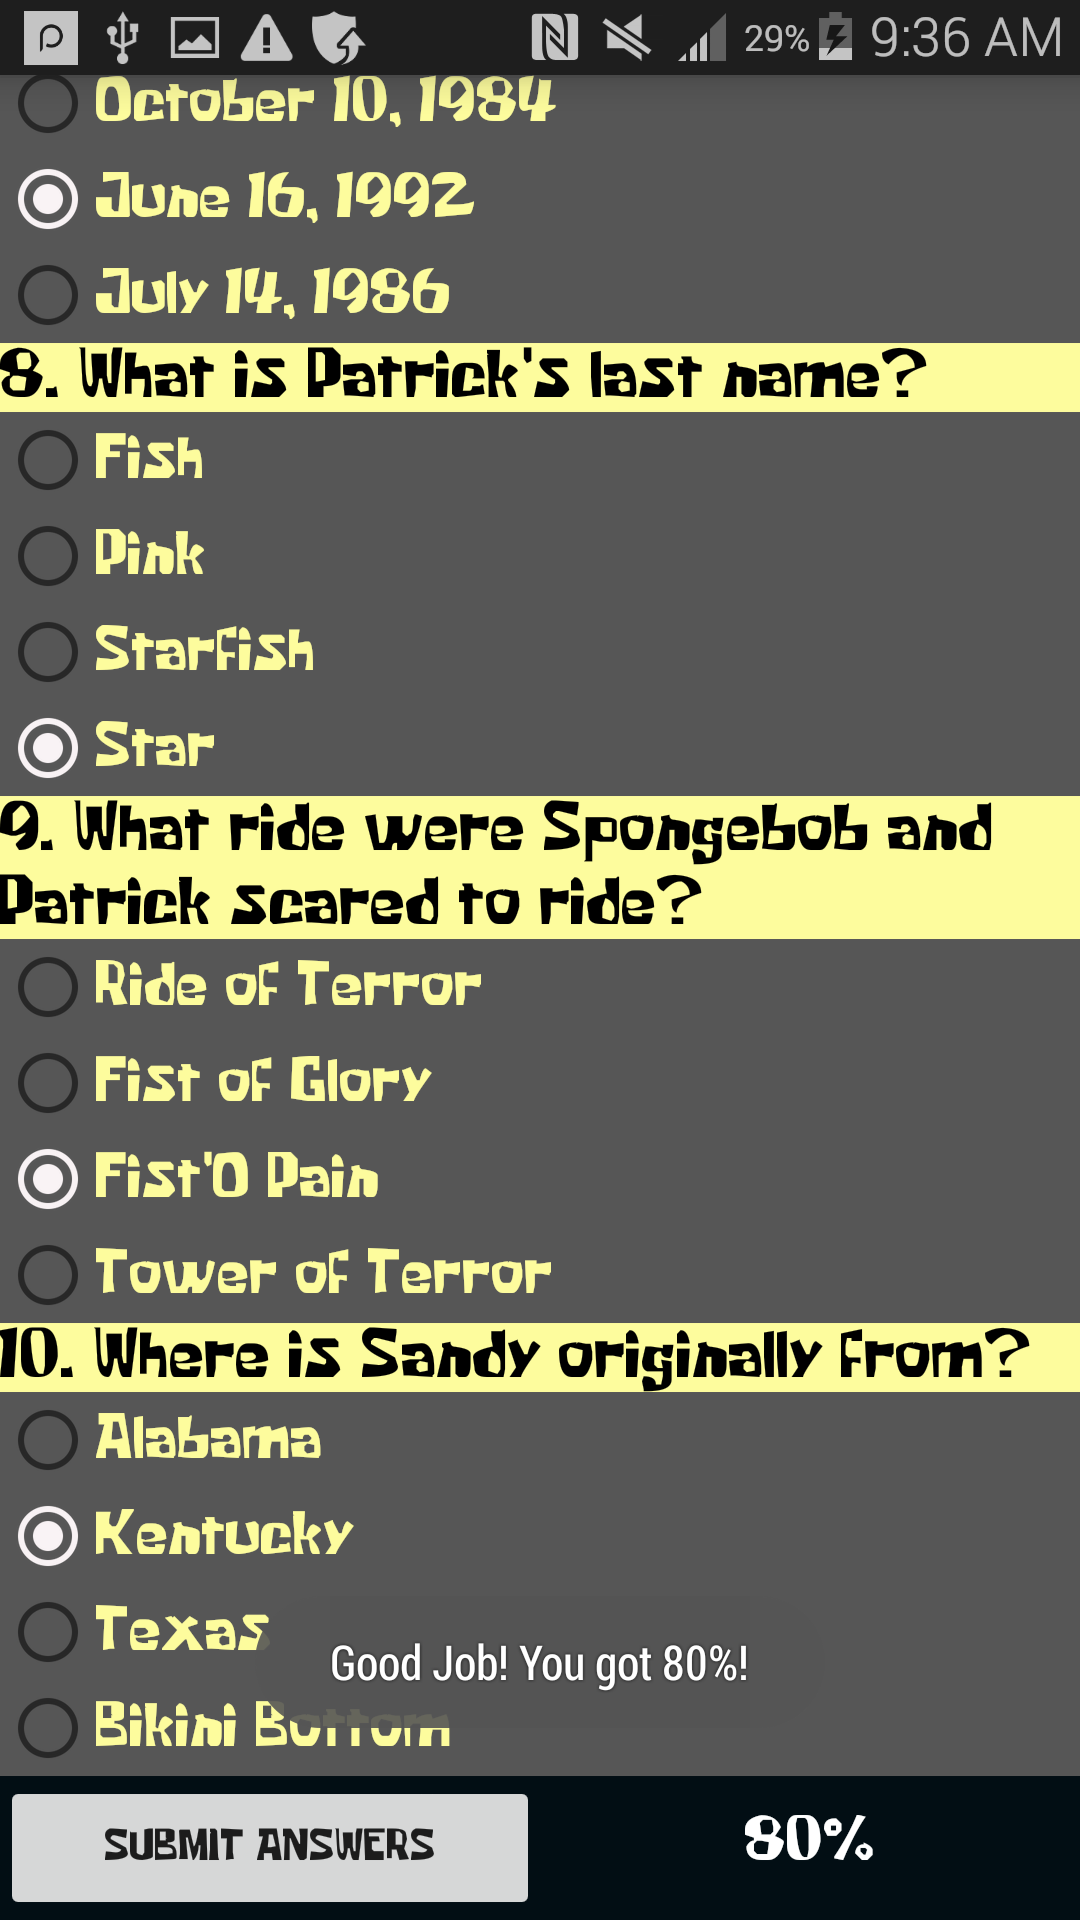 29% 9:36 AM
October 10, 1984
June 16, 1992
July 14, 1986
8. What is Patrick's last name?
Fish
Pink
Starfish
Star
9. What ride were Spongebob and
Patrick scared to ride?
Ride of Terror
Fist of Glory
Fist'O Pain
Tower of Terror
10. Where is Sandy originally from?
Alabama
Kentucky
Texas
Good Job! You got 80%!
Bikini Bottom
SUBMIT ANSWERS 80%